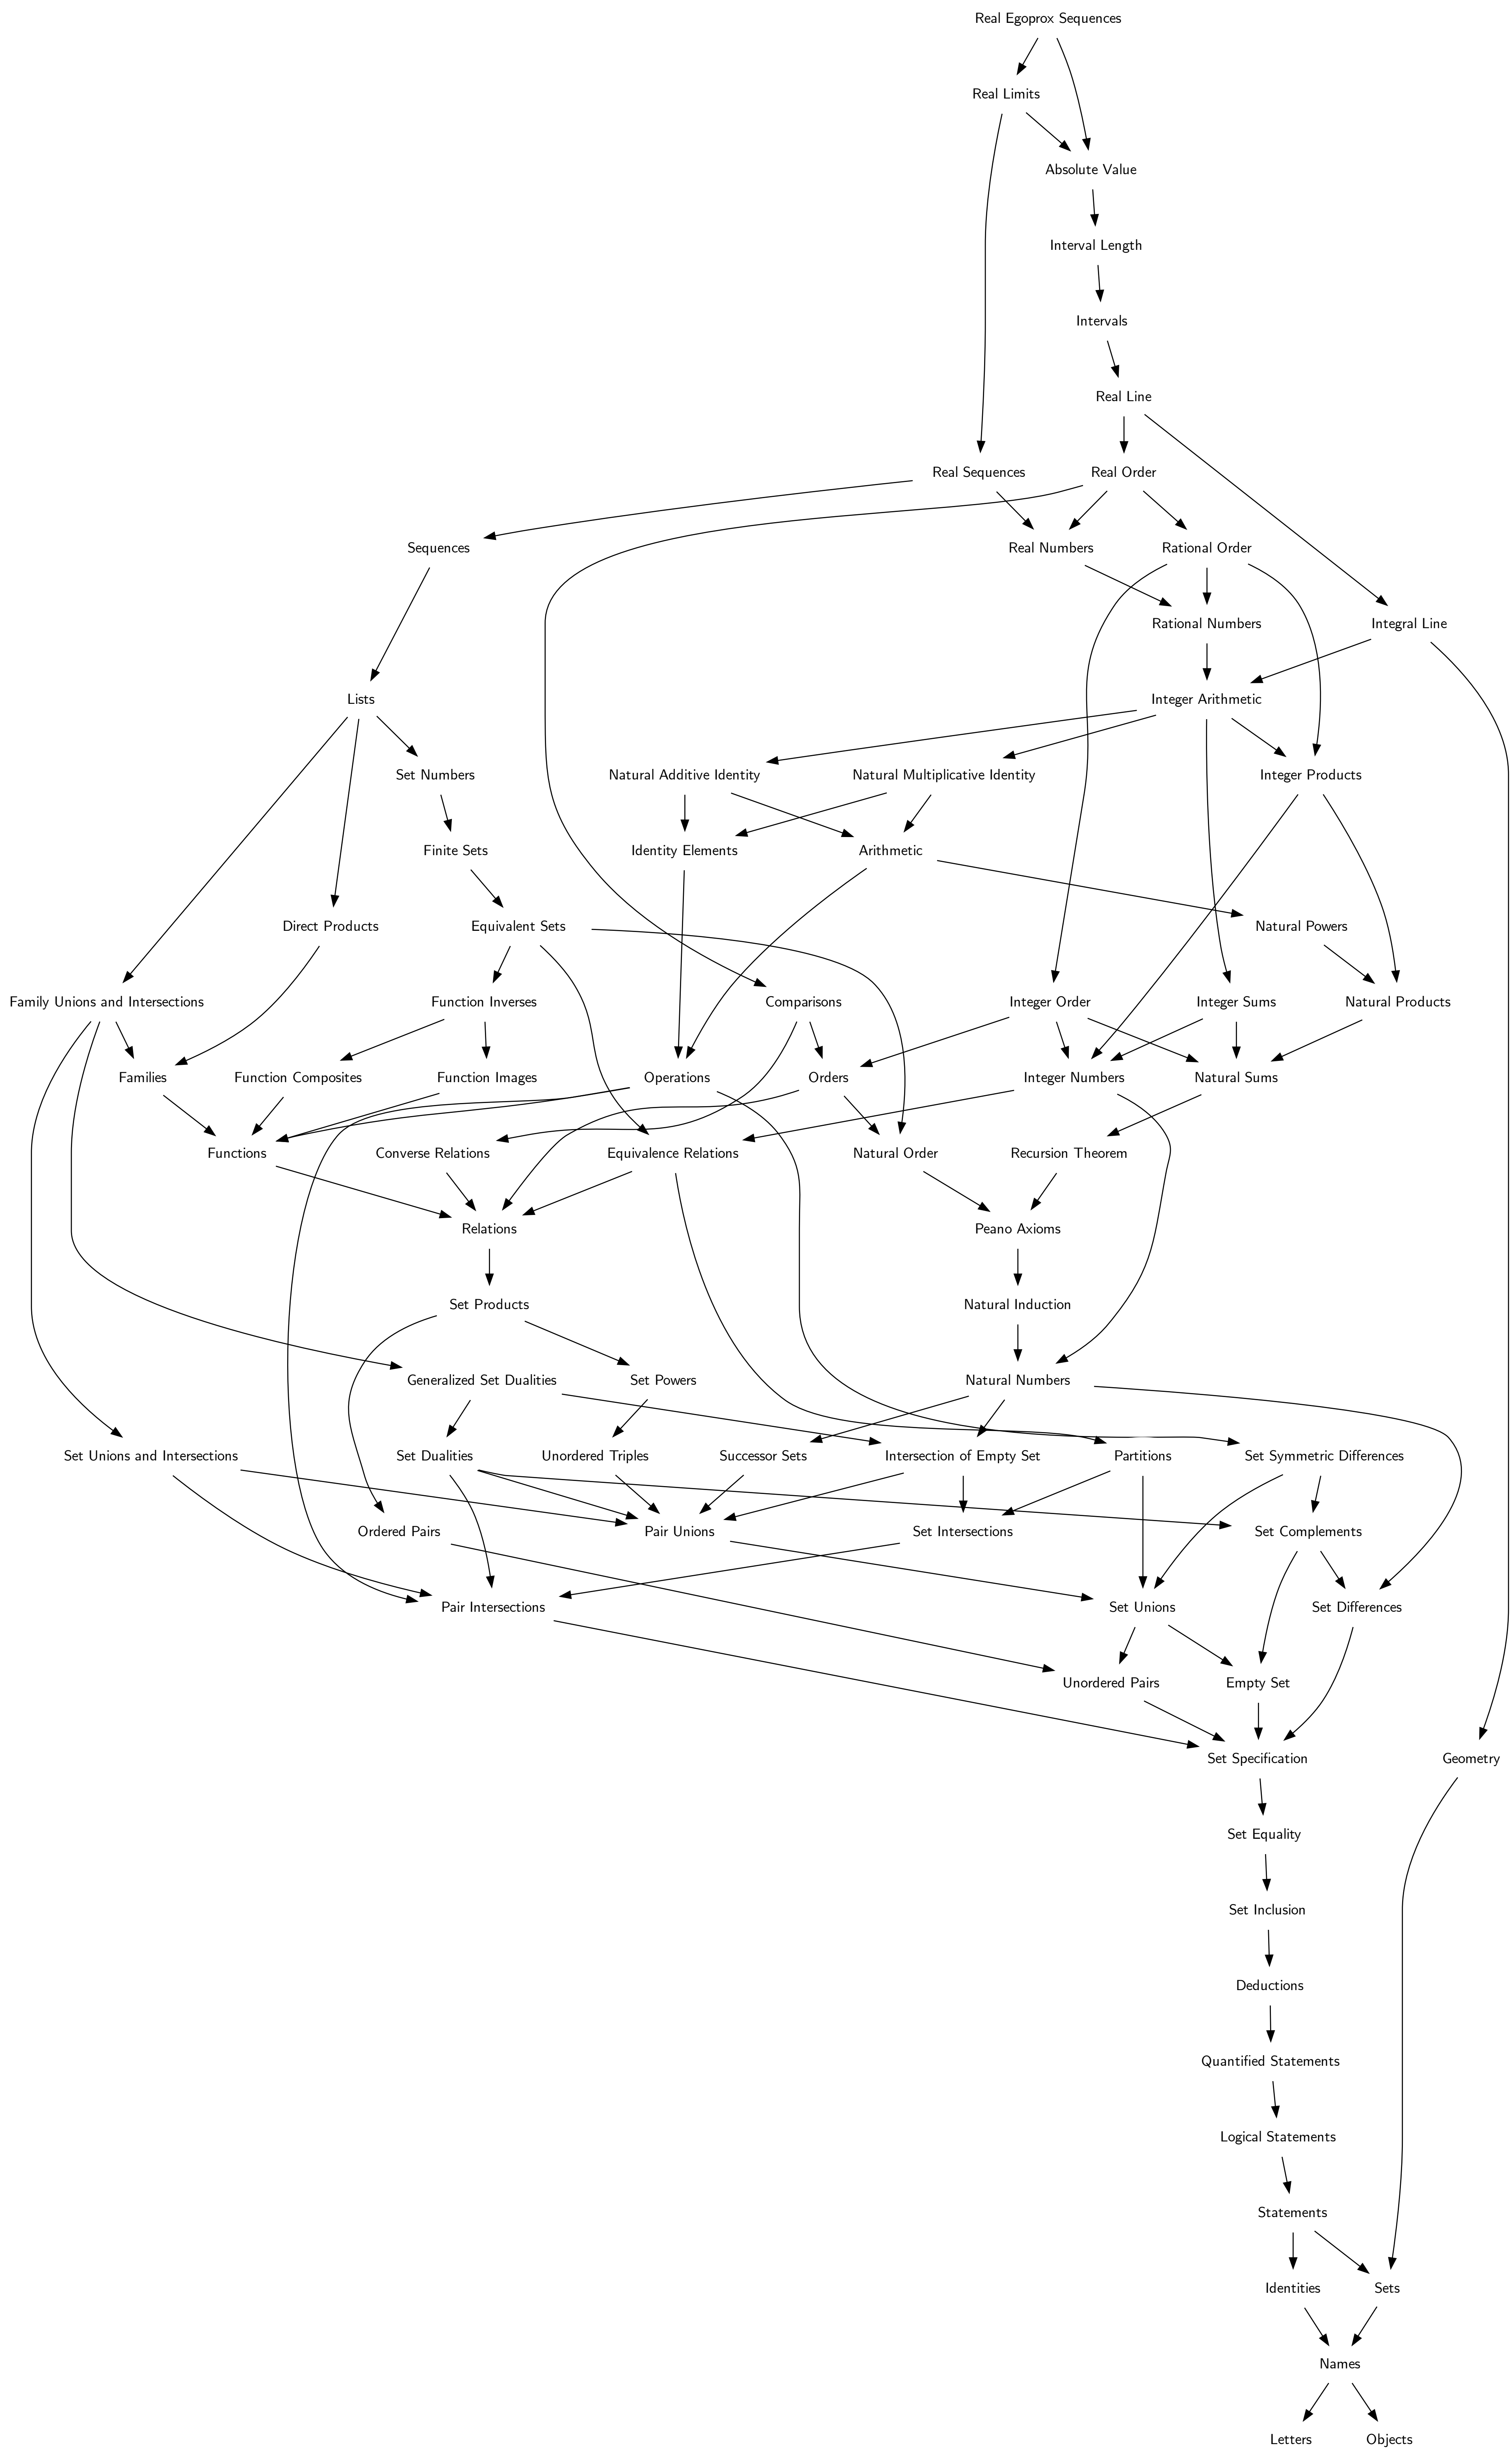 Real Egoprox Sequences
Real Limits
Absolute Value
Interval Length
Intervals
Real Line
Real Sequences
Real Order
Sequences
Real Numbers
Rational Order
Rational Numbers
Integral Line
Lists
Integer Arithmetic
Set Numbers
Natural Additive Identity
Natural Multiplicative Identity
Integer Products
Finite Sets
Identity Elements
Arithmetic
Direct Products
Equivalent Sets
Natural Powers
Family Unions and Intersections
Function Inverses
Comparisons
Integer Order
Integer Sums
Natural Products
Families
Function Composites
Function Images
Operations
Orders
Integer Numbers
Natural Sums
Functions
Converse Relations
Equivalence Relations
Natural Order
Recursion Theorem
Relations
Peano Axioms
Set Products
Natural Induction
Generalized Set Dualities
Set Powers
Natural Numbers
Set Unions and Intersections
Set Dualities
Unordered Triples
Successor Sets
Intersection of Empty Set
Partitions
Set Symmetric Differences
Ordered Pairs
Pair Unions
Set Intersections
Set Complements
Pair Intersections
Set Unions
Set Differences
Unordered Pairs
Empty Set
Set Specification
Geometry
Set Equality
Set Inclusion
Deductions
Quantified Statements
Logical Statements
Statements
Identities
Sets
Names
Letters
Objects